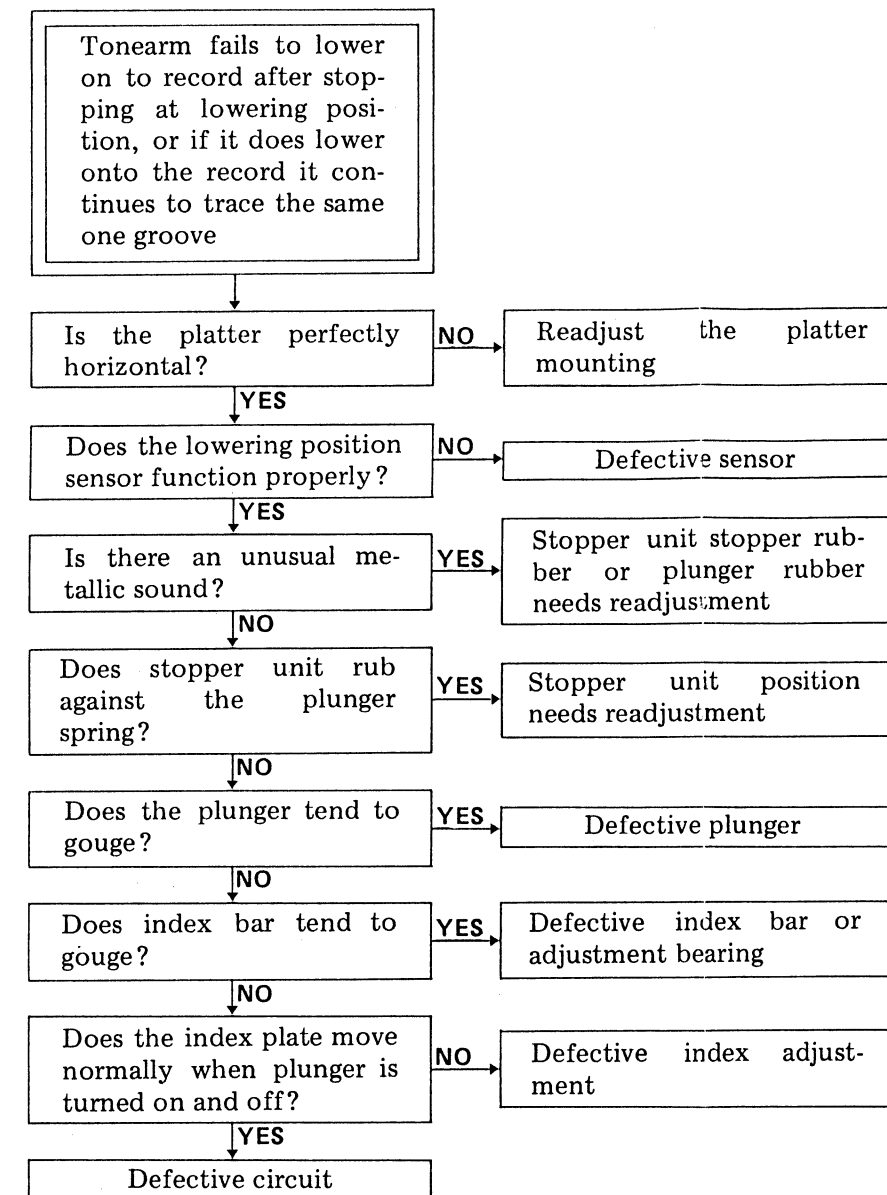 Tonearm fails to lower
on to record after stop-
ping at lowering posi-
tion, or if it does lower
onto the record it con-
tinues to trace the same
one groove
Is the platter perfectly
horizontal?
NO
Readjust the platter
mounting
YES
Does the lowering position
sensor function properly?
NO
Defective sensor
YES
Is there an unusual me-
tallic sound?
YES
Stopper unit stopper rub-
ber or plunger rubber
needs readjustment
NO
Does stopper unit rub
against the plunger
spring?
YES
Stopper unit position
needs readjustment
NO
Does the plunger tend to
gouge?
YES
Defective plunger
NO
Does index bar tend to
gouge?
YES
Defective index bar or
adjustment bearing
NO
Does the index plate move
normally when plunger is
turned on and off?
NO
Defective index adjust-
ment
YES
Defective circuit